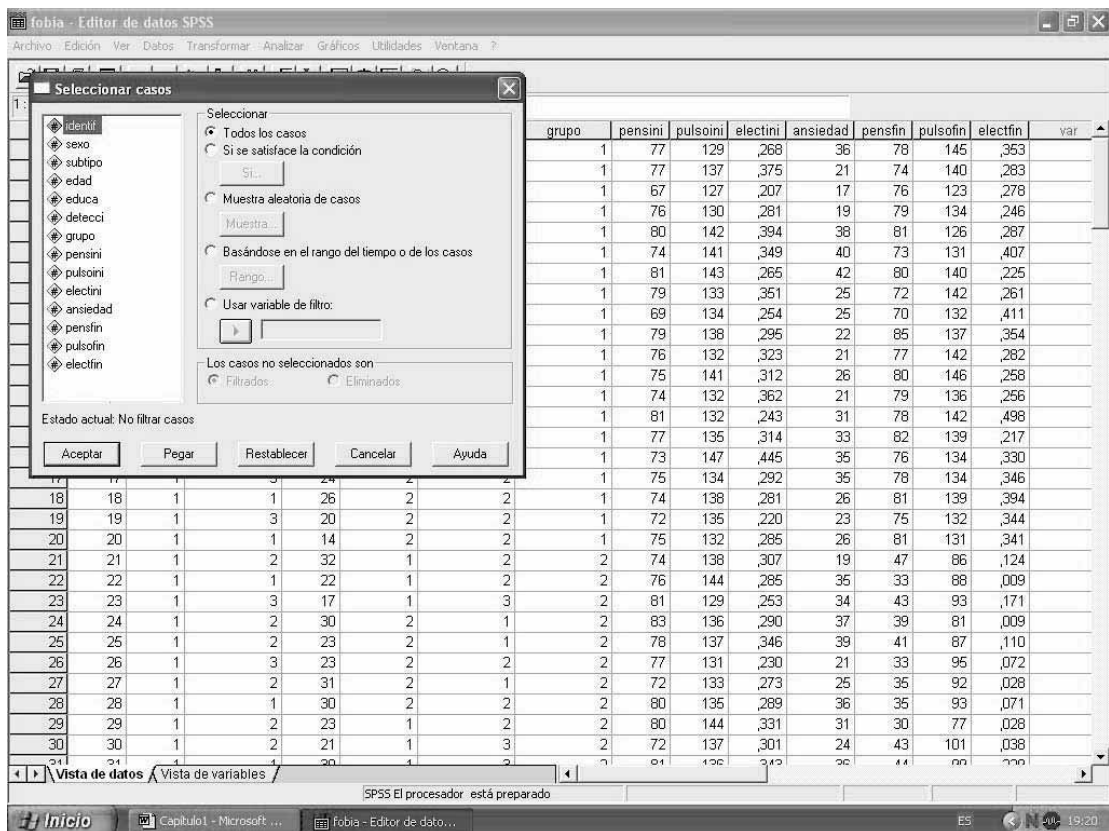 fobia - Editor de datos SPSS
Archivo Edición Ver Datos Transformar Analizar Gráficos Utilidades Ventana ?
1:
Seleccionar casos
identif
sexo
subtipo
edad
educa
detecci
grupo
pensini
pulsoini
electini
ansiedad
pensfin
pulsofin
electfin
Seleccionar
Todos los casos
Si se satisface la condición
Si...
Muestra aleatoria de casos
Muestra...
Basándose en el rango del tiempo o de los casos
Rango...
Usar variable de filtro:
Los casos no seleccionados son
Filtrados Eliminados
Estado actual: No filtrar casos
Aceptar Pegar Restablecer Cancelar Ayuda
grupo pensini pulsoini electini ansiedad pensfin pulsofin electfin var
1 77 129 ,268 36 78 145 ,353
1 77 137 ,375 21 74 140 ,283
1 67 127 ,207 17 76 123 ,278
1 76 130 ,281 19 79 134 ,246
1 80 142 ,394 38 81 126 ,287
1 74 141 ,349 40 73 131 ,407
1 81 143 ,265 42 80 140 ,225
1 79 133 ,351 25 72 142 ,261
1 69 134 ,254 25 70 132 ,411
1 79 138 ,295 22 85 137 ,354
1 76 132 ,323 21 77 142 ,282
1 75 141 ,312 26 80 146 ,258
1 74 132 ,362 21 79 136 ,256
1 81 132 ,243 31 78 142 ,498
1 77 135 ,314 33 82 139 ,217
1 73 147 ,445 35 76 134 ,330
1 75 134 ,292 35 78 134 ,346
18 18 1 1 26 2 2 1 74 138 ,281 26 81 139 ,394
19 19 1 3 20 2 2 1 72 135 ,220 23 75 132 ,344
20 20 1 1 14 2 2 1 75 132 ,285 26 81 131 ,341
21 21 1 2 32 1 2 2 74 138 ,307 19 47 86 ,124
22 22 1 1 22 1 2 2 76 144 ,285 35 33 88 ,009
23 23 1 3 17 1 3 2 81 129 ,253 34 43 93 ,171
24 24 1 2 30 2 1 2 83 136 ,290 37 39 81 ,009
25 25 1 2 23 2 1 2 78 137 ,346 39 41 87 ,110
26 26 1 3 23 2 2 2 77 131 ,230 21 33 95 ,072
27 27 1 2 31 2 1 2 72 133 ,273 25 35 92 ,028
28 28 1 1 30 2 2 2 80 135 ,289 36 35 93 ,071
29 29 1 2 23 1 2 2 80 144 ,331 31 30 77 ,028
30 30 1 2 21 1 3 2 72 137 ,301 24 43 101 ,038
Vista de datos Vista de variables
SPSS El procesador está preparado
Inicio Capítulo1 - Microsoft ... fobia - Editor de dato... ES 19:20